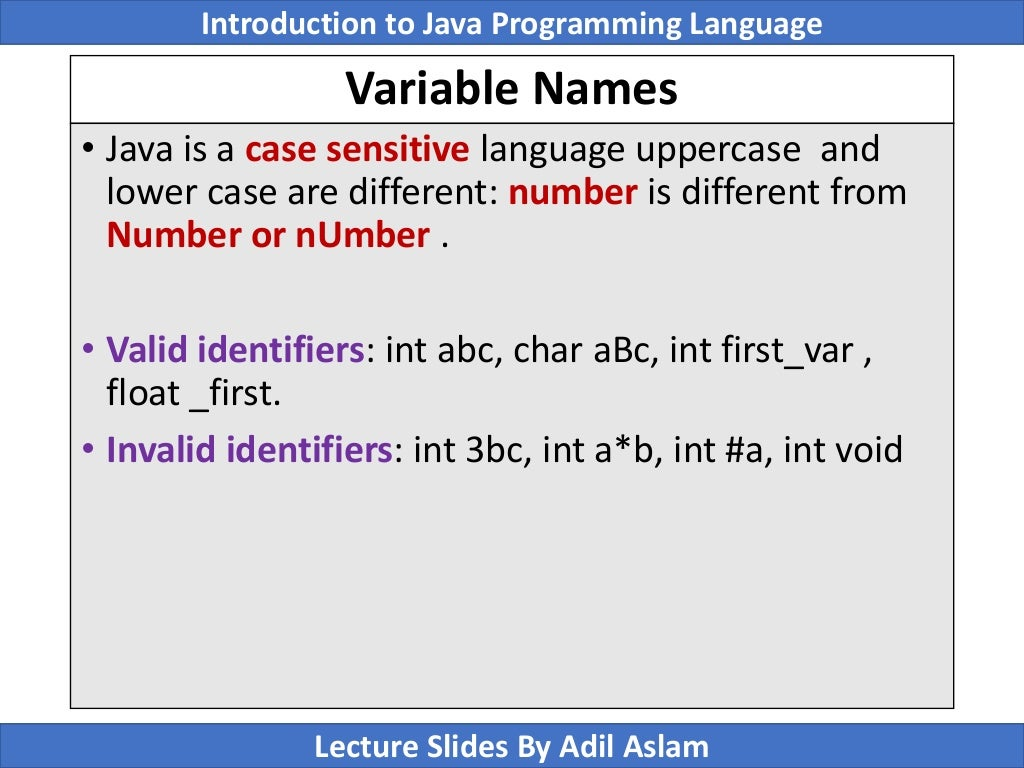 Introduction to Java Programming Language
Variable Names
• Java is a case sensitive language uppercase  and
lower case are different: number is different from
Number or nUmber .
• Valid identifiers: int abc, char aBc, int first_var ,
float _first.
• Invalid identifiers: int 3bc, int a*b, int #a, int void
Lecture Slides By Adil Aslam